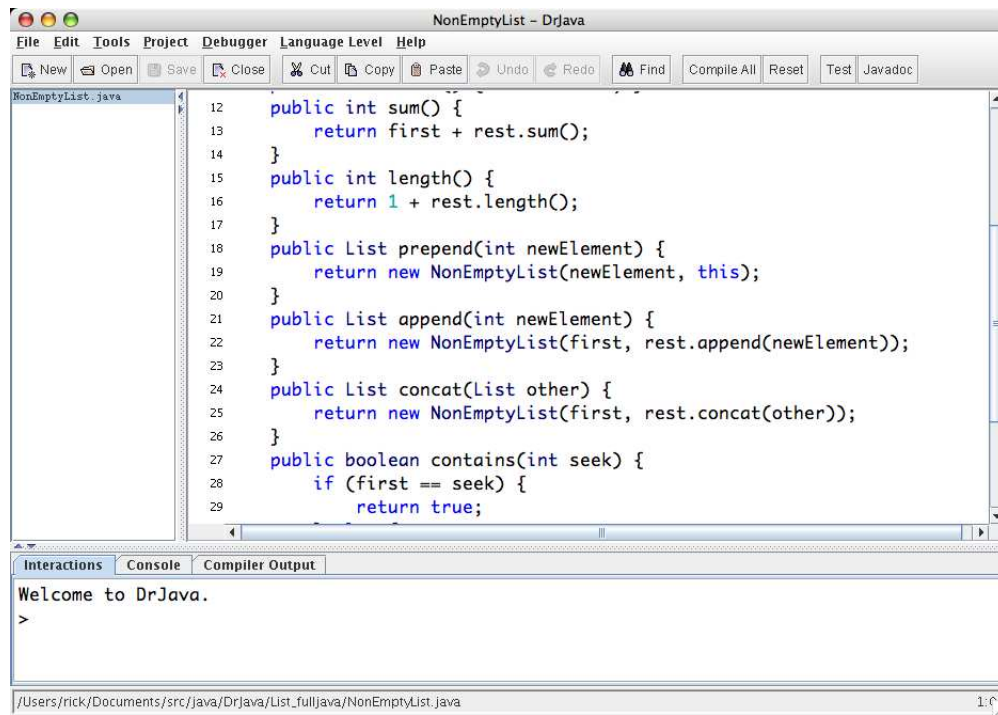 NonEmptyList – DrJava
File Edit Tools Project Debugger Language Level Help
New Open Save Close Cut Copy Paste Undo Redo Find Compile All Reset Test Javadoc
NonEmptyList.java
12 public int sum() {
13 return first + rest.sum();
14 }
15 public int length() {
16 return 1 + rest.length();
17 }
18 public List prepend(int newElement) {
19 return new NonEmptyList(newElement, this);
20 }
21 public List append(int newElement) {
22 return new NonEmptyList(first, rest.append(newElement));
23 }
24 public List concat(List other) {
25 return new NonEmptyList(first, rest.concat(other));
26 }
27 public boolean contains(int seek) {
28 if (first == seek) {
29 return true;
Interactions Console Compiler Output
Welcome to DrJava.
>
/Users/rick/Documents/src/java/DrJava/List_fulljava/NonEmptyList.java